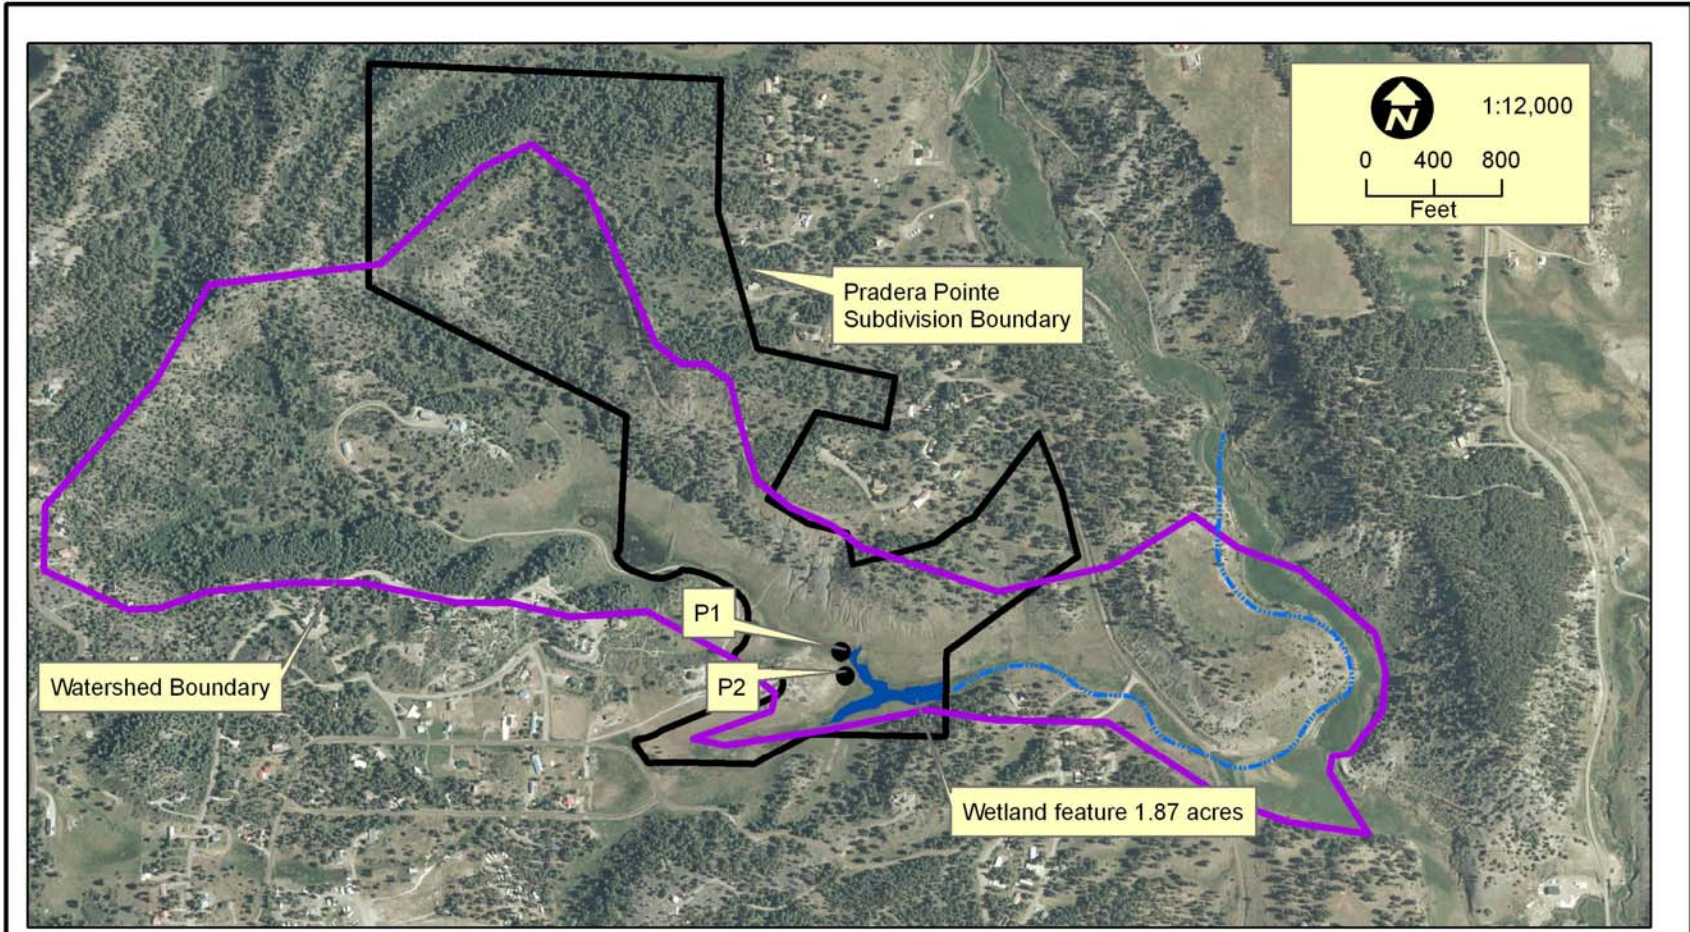 N
1:12,000
0 400 800
Feet
Pradera Pointe
Subdivision Boundary
P1
P2
Watershed Boundary
Wetland feature 1.87 acres